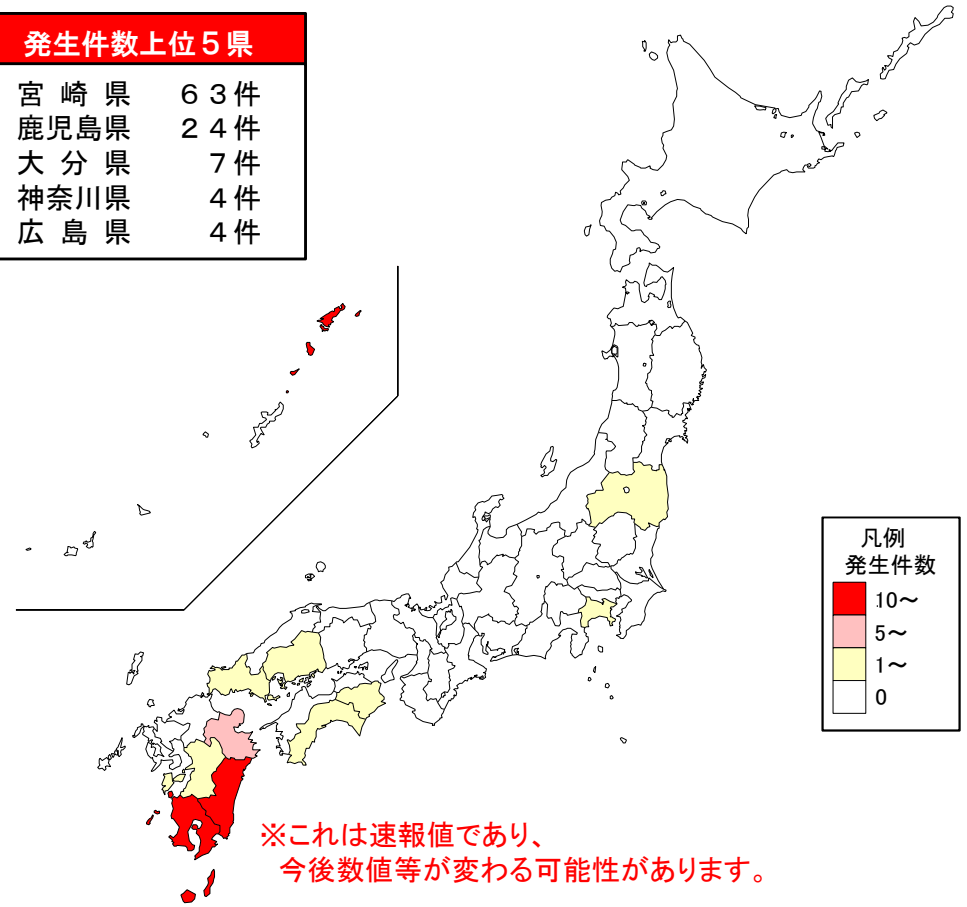 発生件数上位５県
宮崎県 ６３件
鹿児島県 ２４件
大分県 ７件
神奈川県 ４件
広島県 ４件
凡例
発生件数
10～
5～
1～
0
※これは速報値であり、
今後数値等が変わる可能性があります。